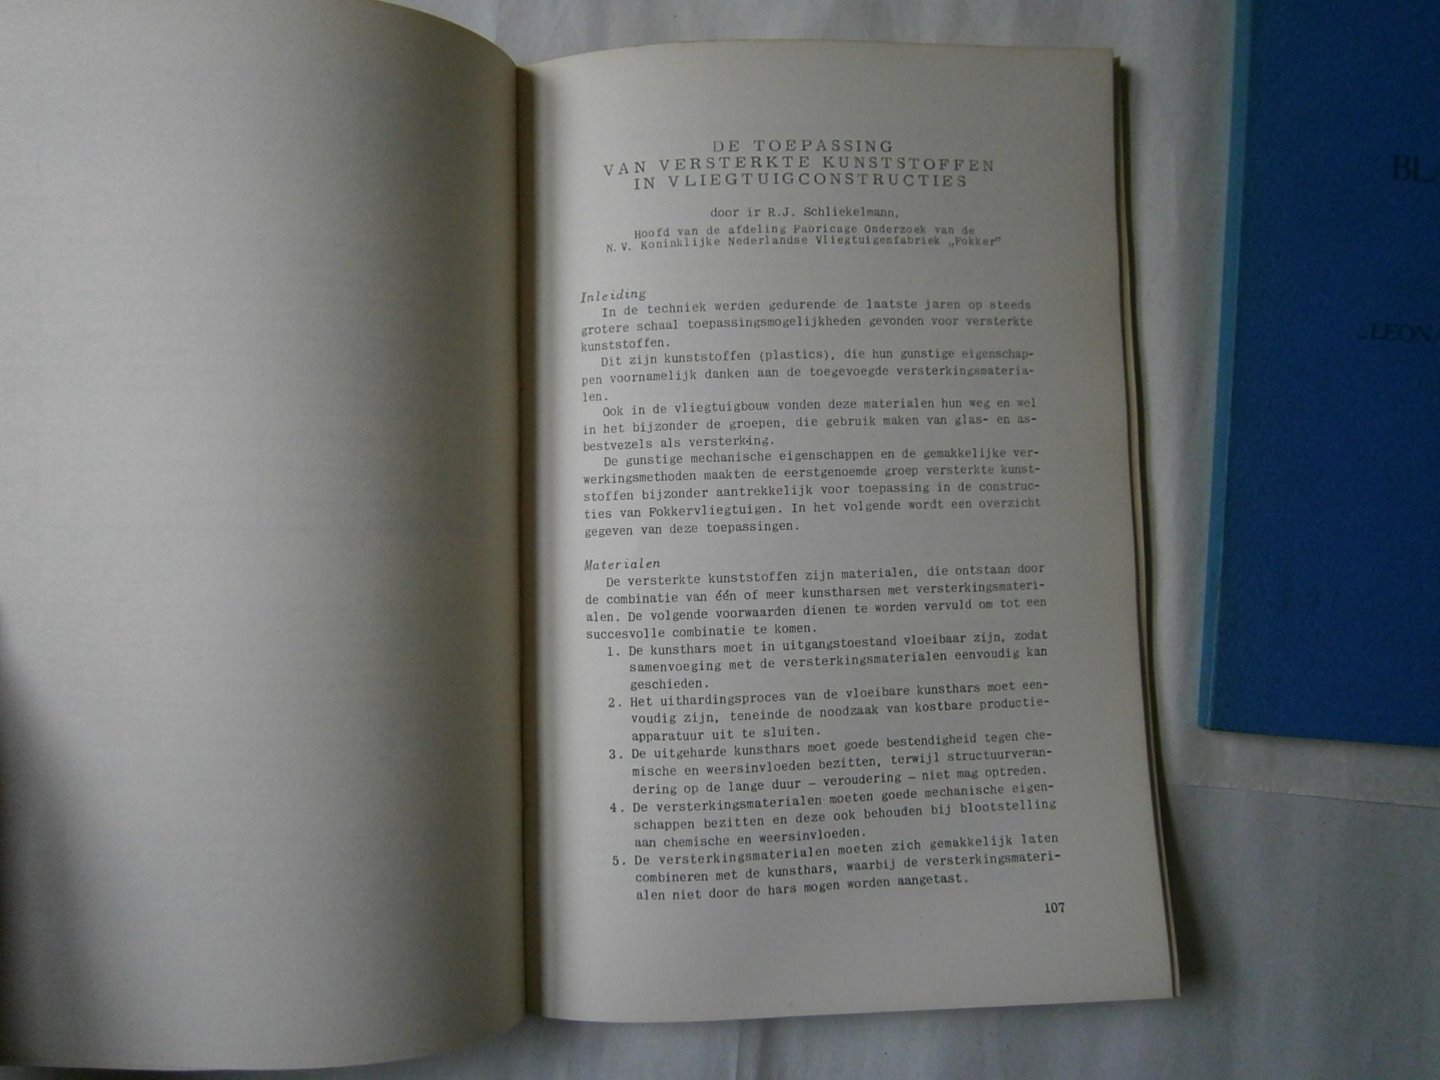 DE TOEPASSING
VAN VERSTERKTE KUNSTSTOFFEN
IN VLIEGTUIGCONSTRUCTIES
door ir R.J. Schliekelmann,
Hoofd van de afdeling Fabricage Onderzoek van de
N.V. Koninklijke Nederlandse Vliegtuigenfabriek „Fokker”
Inleiding
In de techniek werden gedurende de laatste jaren op steeds
grotere schaal toepassingsmogelijkheden gevonden voor versterkte
kunststoffen.
Dit zijn kunststoffen (plastics), die hun gunstige eigenschap-
pen voornamelijk danken aan de toegevoegde versterkingsmateria-
len.
Ook in de vliegtuigbouw vonden deze materialen hun weg en wel
in het bijzonder de groepen, die gebruik maken van glas- en as-
bestvezels als versterking.
De gunstige mechanische eigenschappen en de gemakkelijke ver-
werkingsmethoden maakten de eerstgenoemde groep versterkte kunst-
stoffen bijzonder aantrekkelijk voor toepassing in de construc-
ties van Fokkervliegtuigen. In het volgende wordt een overzicht
gegeven van deze toepassingen.
Materialen
De versterkte kunststoffen zijn materialen, die ontstaan door
de combinatie van één of meer kunstharsen met versterkingsmateri-
alen. De volgende voorwaarden dienen te worden vervuld om tot een
succesvolle combinatie te komen.
1. De kunsthars moet in uitgangstoestand vloeibaar zijn, zodat
samenvoeging met de versterkingsmaterialen eenvoudig kan
geschieden.
2. Het uithardingsproces van de vloeibare kunsthars moet een-
voudig zijn, teneinde de noodzaak van kostbare productie-
apparatuur uit te sluiten.
3. De uitgeharde kunsthars moet goede bestendigheid tegen che-
mische en weersinvloeden bezitten, terwijl structuurveran-
dering op de lange duur – veroudering – niet mag optreden.
4. De versterkingsmaterialen moeten goede mechanische eigen-
schappen bezitten en deze ook behouden bij blootstelling
aan chemische en weersinvloeden.
5. De versterkingsmaterialen moeten zich gemakkelijk laten
combineren met de kunsthars, waarbij de versterkingsmateri-
alen niet door de hars mogen worden aangetast.
107
BLA
„LEONA